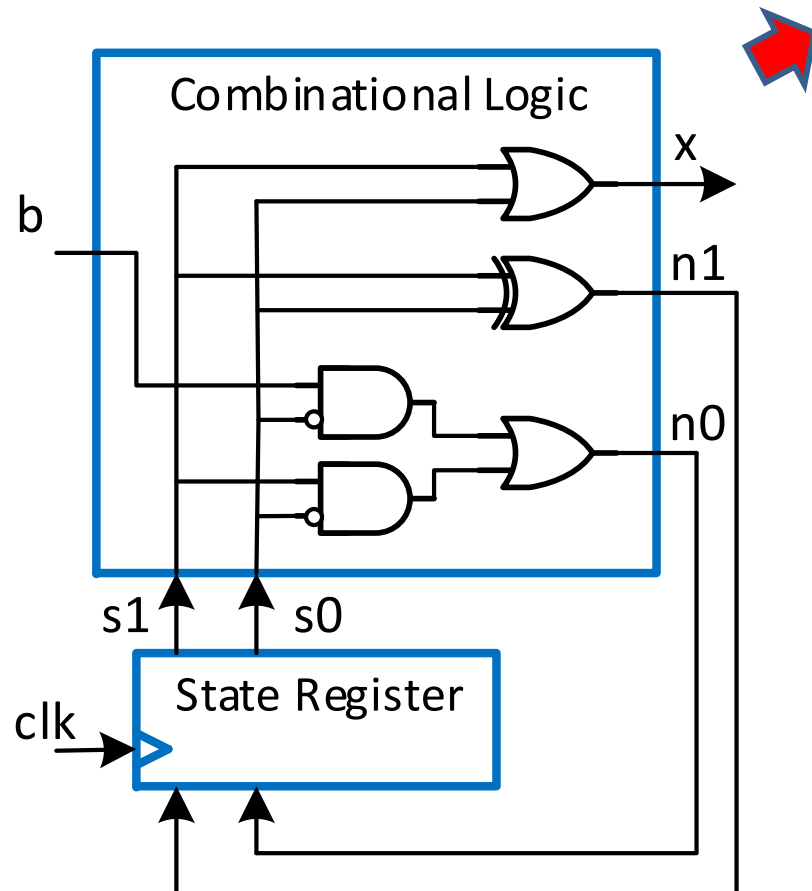 Combinational Logic
x
b
n1
n0
s1
s0
State Register
clk